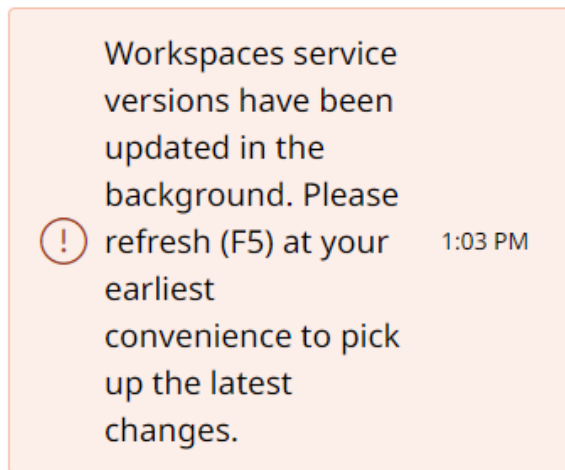 Workspaces service
versions have been
updated in the
background. Please
refresh (F5) at your
earliest
convenience to pick
up the latest
changes.
1:03 PM